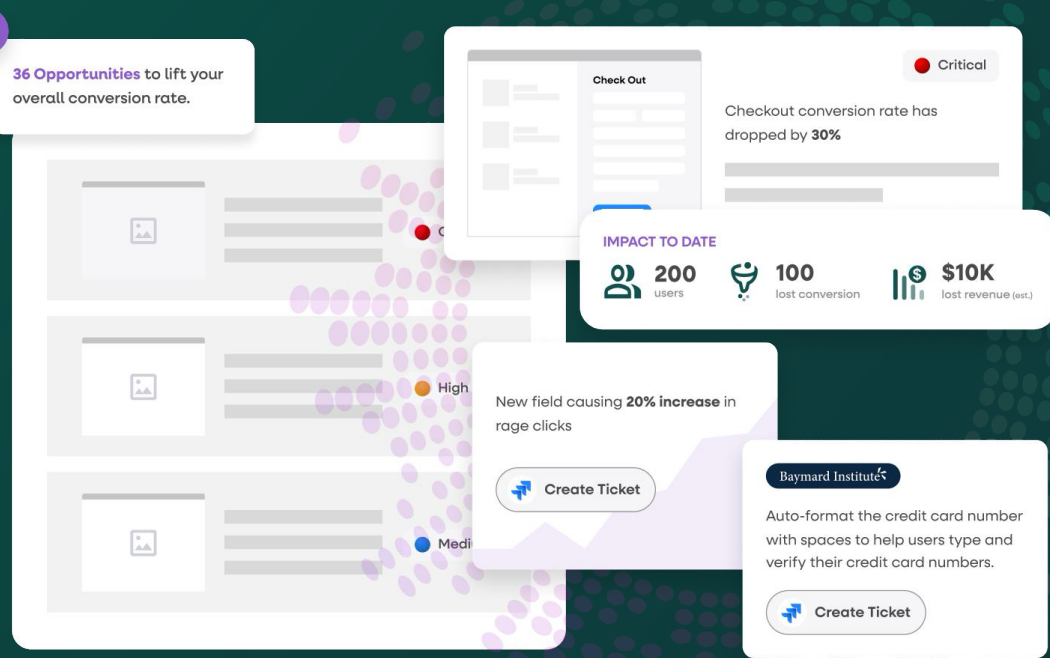 36 Opportunities to lift your
overall conversion rate.
Check Out
Critical
Checkout conversion rate has
dropped by 30%
IMPACT TO DATE
200
users
100
lost conversion
$10K
lost revenue (est.)
High
New field causing 20% increase in
rage clicks
Create Ticket
Baymard Institute
Auto-format the credit card number
with spaces to help users type and
verify their credit card numbers.
Create Ticket